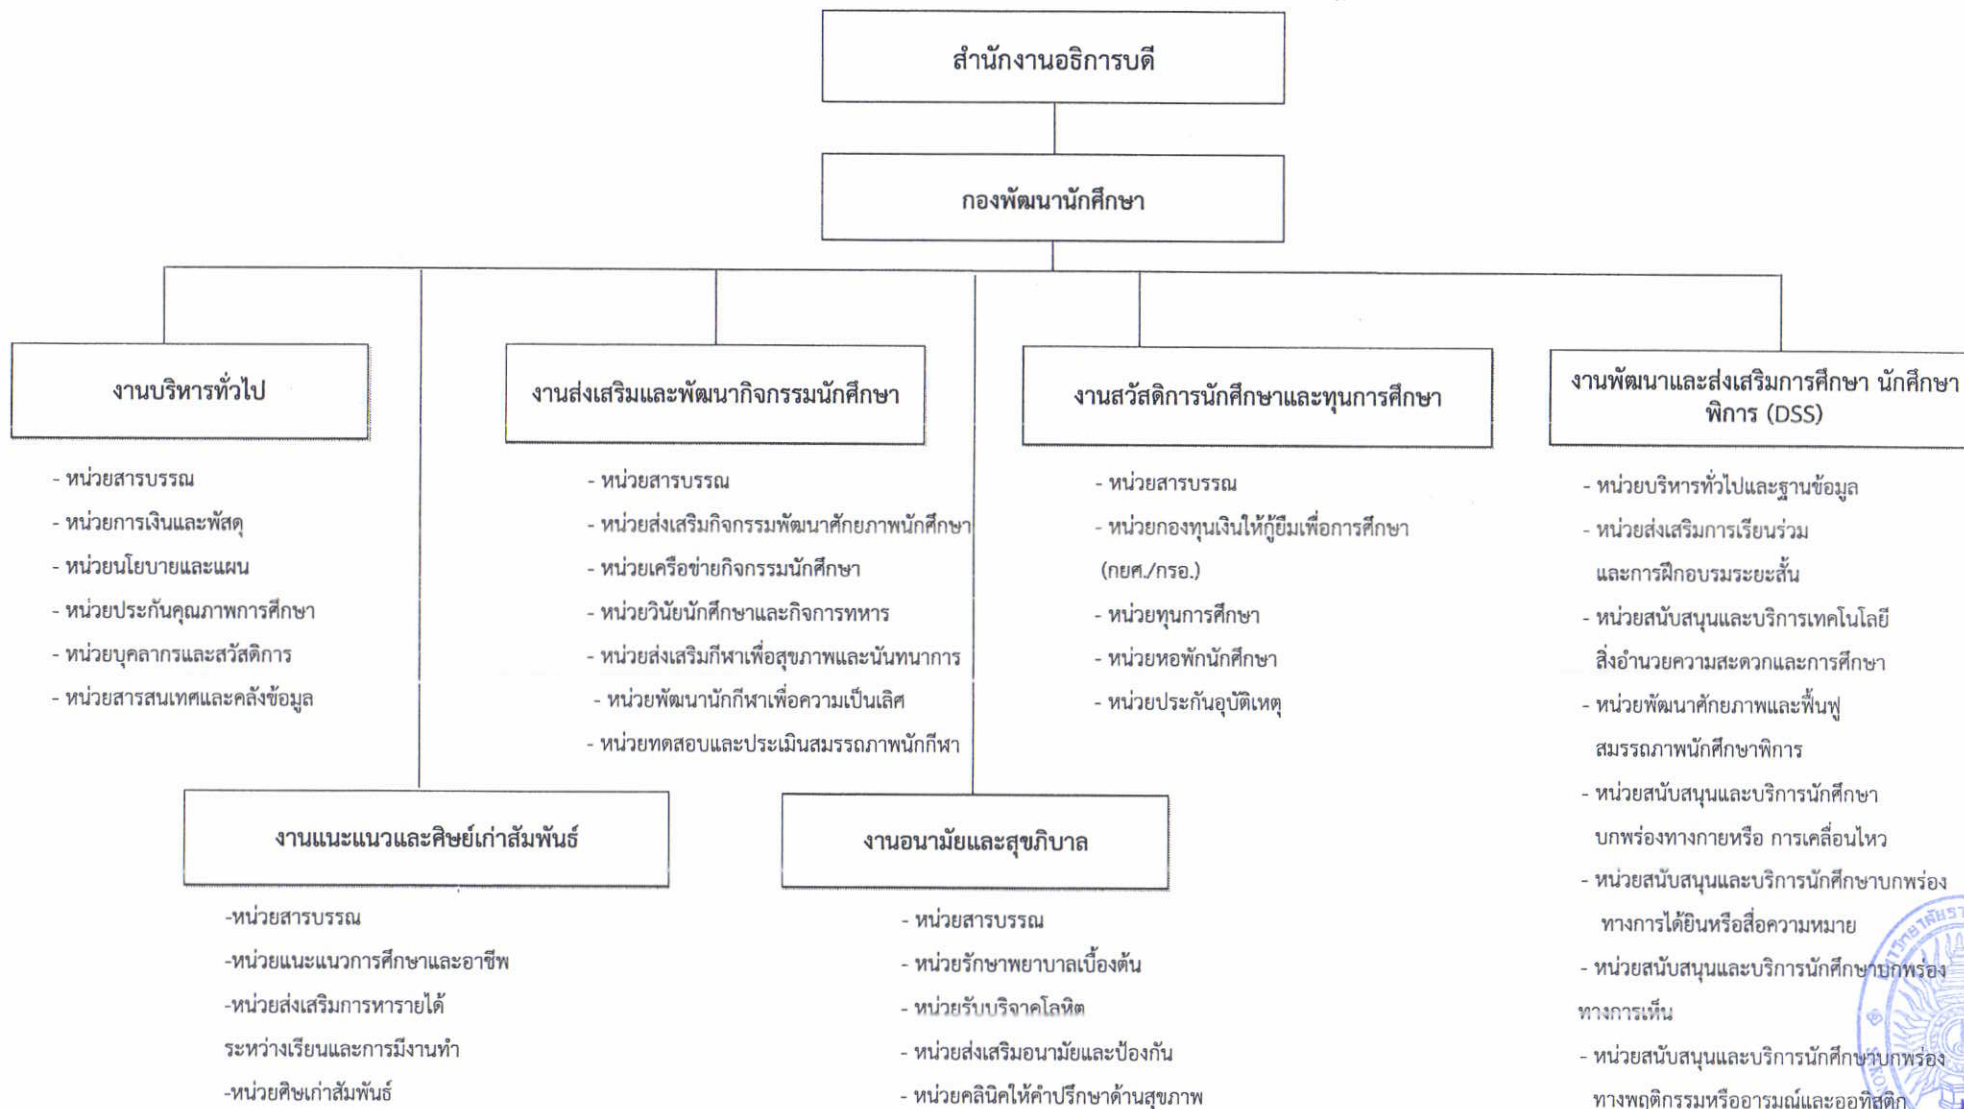 สำนักงานอธิการบดี
กองพัฒนานักศึกษา
งานบริหารทั่วไป
- หน่วยสารบรรณ
- หน่วยการเงินและพัสดุ
- หน่วยนโยบายและแผน
- หน่วยประกันคุณภาพการศึกษา
- หน่วยบุคลากรและสวัสดิการ
- หน่วยสารสนเทศและคลังข้อมูล
งานส่งเสริมและพัฒนากิจกรรมนักศึกษา
- หน่วยสารบรรณ
- หน่วยส่งเสริมกิจกรรมพัฒนาศักยภาพนักศึกษา
- หน่วยเครือข่ายกิจกรรมนักศึกษา
- หน่วยวินัยนักศึกษาและกิจการทหาร
- หน่วยส่งเสริมกีฬาเพื่อสุขภาพและนันทนาการ
- หน่วยพัฒนานักกีฬาเพื่อความเป็นเลิศ
- หน่วยทดสอบและประเมินสมรรถภาพนักกีฬา
งานสวัสดิการนักศึกษาและทุนการศึกษา
- หน่วยสารบรรณ
- หน่วยกองทุนเงินให้กู้ยืมเพื่อการศึกษา
(กยศ./กรอ.)
- หน่วยทุนการศึกษา
- หน่วยหอพักนักศึกษา
- หน่วยประกันอุบัติเหตุ
งานพัฒนาและส่งเสริมการศึกษา นักศึกษา
พิการ (DSS)
- หน่วยบริหารทั่วไปและฐานข้อมูล
- หน่วยส่งเสริมการเรียนร่วม
และการฝึกอบรมระยะสั้น
- หน่วยสนับสนุนและบริการเทคโนโลยี
สิ่งอำนวยความสะดวกและการศึกษา
- หน่วยพัฒนาศักยภาพและฟื้นฟู
สมรรถภาพนักศึกษาพิการ
- หน่วยสนับสนุนและบริการนักศึกษา
บกพร่องทางกายหรือ การเคลื่อนไหว
- หน่วยสนับสนุนและบริการนักศึกษาบกพร่อง
ทางการได้ยินหรือสื่อความหมาย
- หน่วยสนับสนุนและบริการนักศึกษาบกพร่อง
ทางการเห็น
- หน่วยสนับสนุนและบริการนักศึกษาบกพร่อง
ทางพฤติกรรมหรืออารมณ์และออทิสติก
งานแนะแนวและศิษย์เก่าสัมพันธ์
-หน่วยสารบรรณ
-หน่วยแนะแนวการศึกษาและอาชีพ
-หน่วยส่งเสริมการหารายได้
ระหว่างเรียนและการมีงานทำ
-หน่วยศิษเก่าสัมพันธ์
งานอนามัยและสุขภิบาล
- หน่วยสารบรรณ
- หน่วยรักษาพยาบาลเบื้องต้น
- หน่วยรับบริจาคโลหิต
- หน่วยส่งเสริมอนามัยและป้องกัน
- หน่วยคลินิคให้คำปรึกษาด้านสุขภาพ